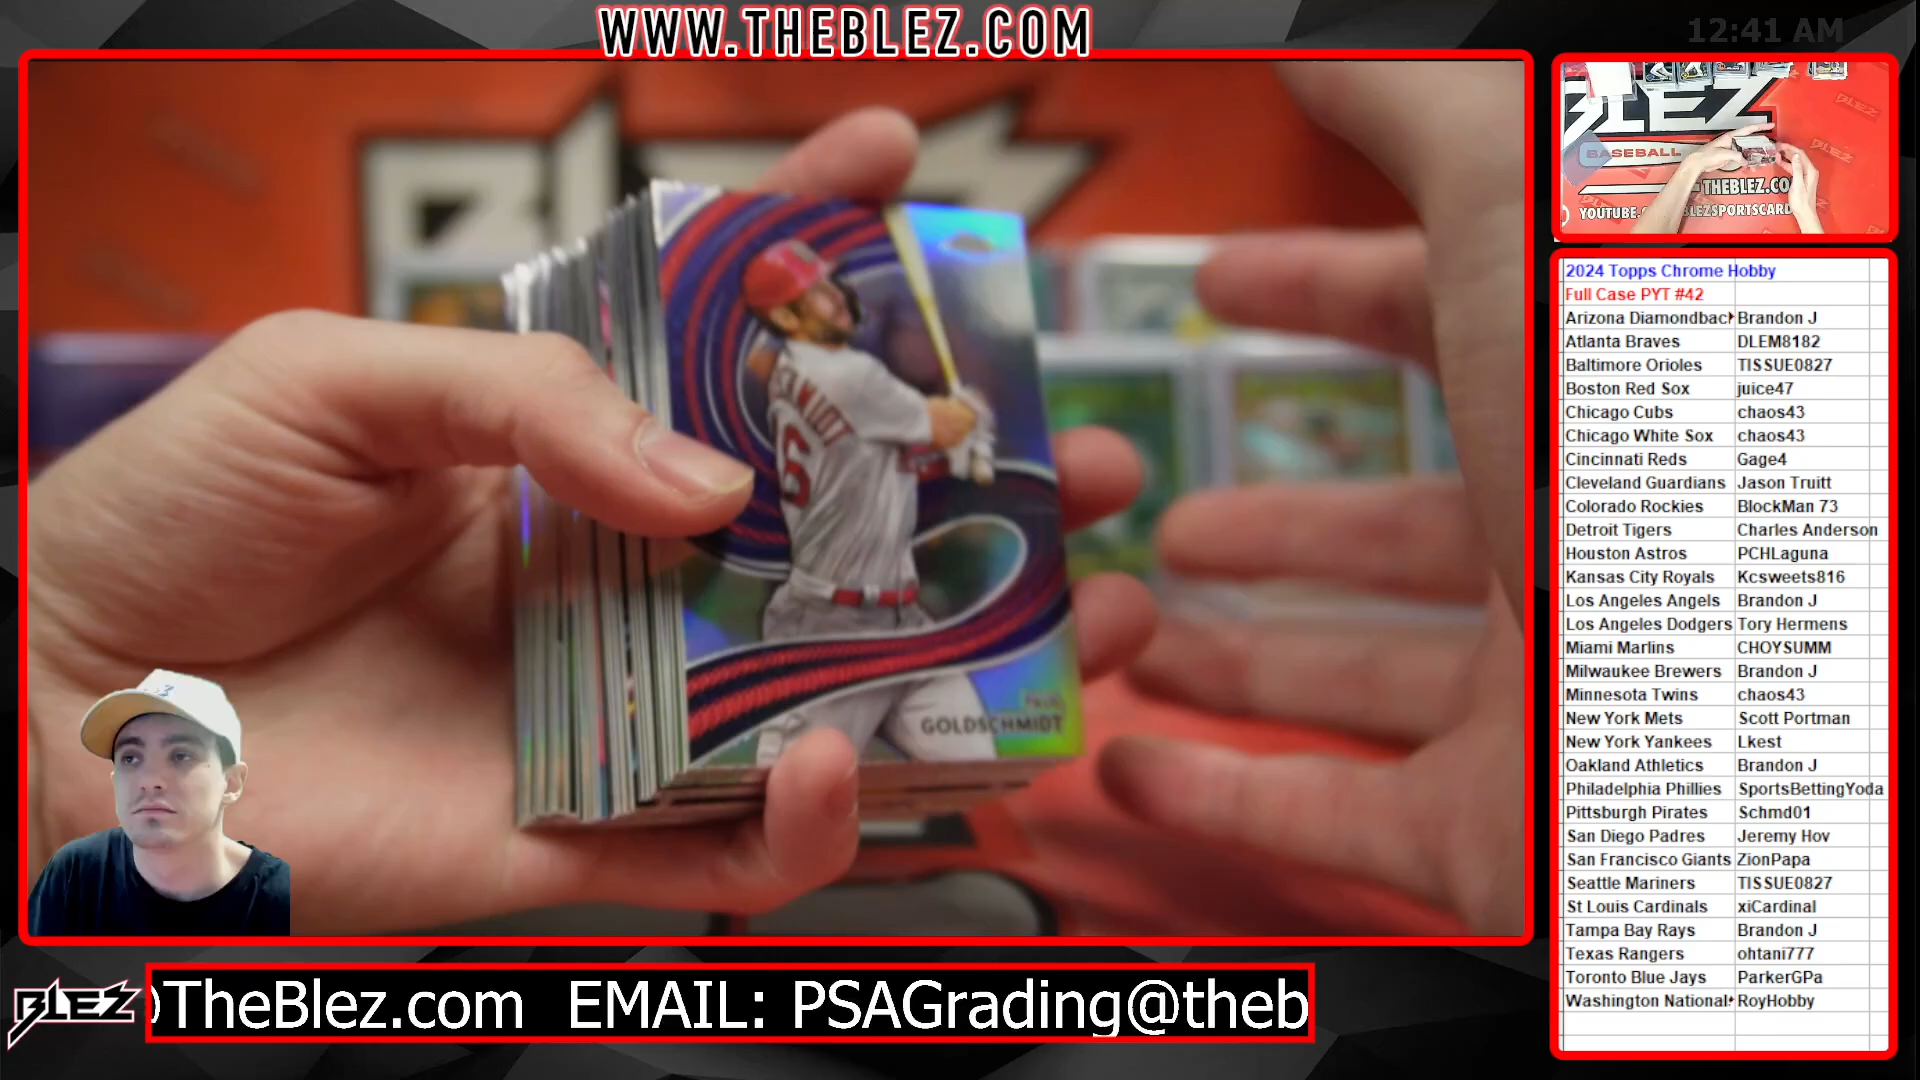 WWW.THEBLEZ.COM
12:41 AM
BLEZ
BASEBALL
BLEZ
BLEZ
THEBLEZ.CO
YOUTUBE.
BLEZSPORTSCARD
GOLDSCHMIDT
6
GOLDSCHMIDT
2024 Topps Chrome Hobby
Full Case PYT #42
Arizona Diamondbac Brandon J
Atlanta Braves DLEM8182
Baltimore Orioles TISSUE0827
Boston Red Sox juice47
Chicago Cubs chaos43
Chicago White Sox chaos43
Cincinnati Reds Gage4
Cleveland Guardians Jason Truitt
Colorado Rockies BlockMan 73
Detroit Tigers Charles Anderson
Houston Astros PCHLaguna
Kansas City Royals Kcsweets816
Los Angeles Angels Brandon J
Los Angeles Dodgers Tory Hermens
Miami Marlins CHOYSUMM
Milwaukee Brewers Brandon J
Minnesota Twins chaos43
New York Mets Scott Portman
New York Yankees Lkest
Oakland Athletics Brandon J
Philadelphia Phillies SportsBettingYoda
Pittsburgh Pirates Schmd01
San Diego Padres Jeremy Hov
San Francisco Giants ZionPapa
Seattle Mariners TISSUE0827
St Louis Cardinals xiCardinal
Tampa Bay Rays Brandon J
Texas Rangers ohtani777
Toronto Blue Jays ParkerGPa
Washington National RoyHobby
BLEZ
TheBlez.com EMAIL: PSAGrading@theb